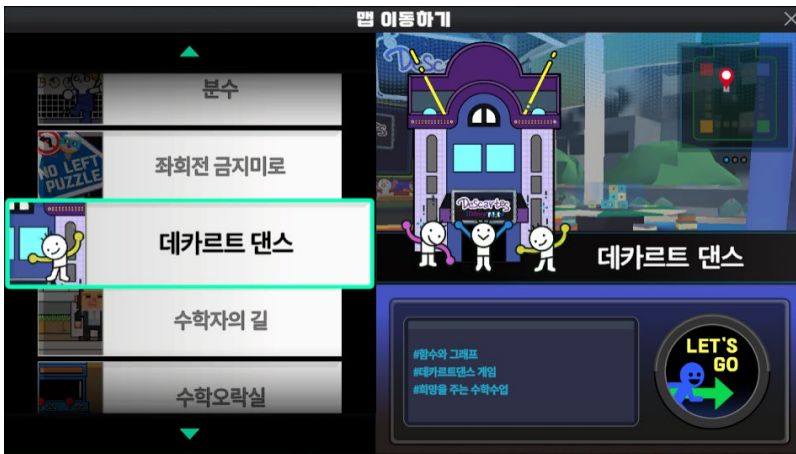 맵 이동하기
분수
좌회전 금지미로
NO LEFT
PUZZLE
데카르트 댄스
수학자의 길
수학오락실
Descartes
데카르트 댄스
#함수와 그래프
#데카르트댄스 게임
#희망을 주는 수학수업
LET'S
GO